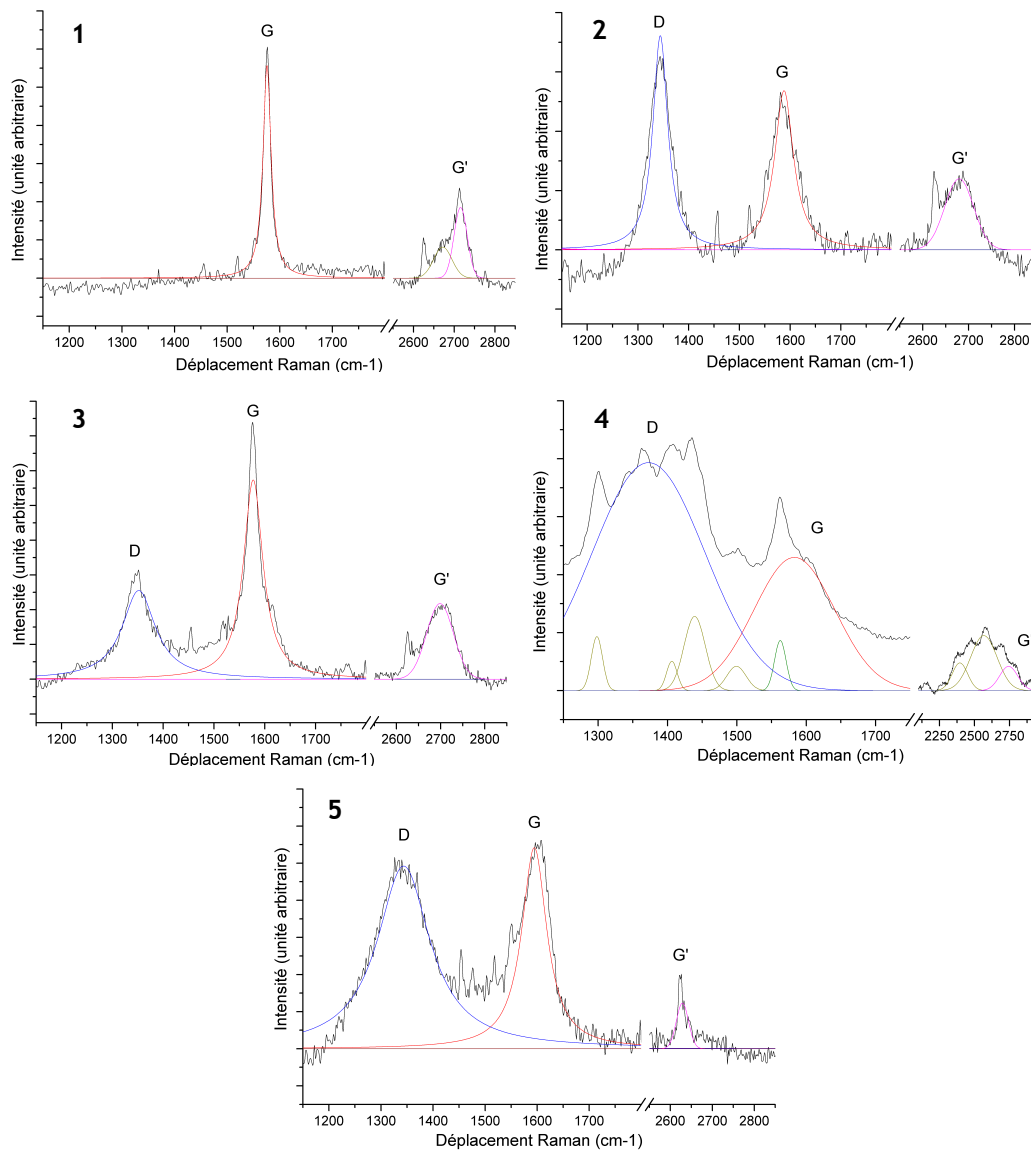 1
G
G'
Intensité (unité arbitraire)
1200 1300 1400 1500 1600 1700 2600 2700 2800
Déplacement Raman (cm-1)
2
D
G
G'
Intensité (unité arbitraire)
1200 1300 1400 1500 1600 1700 2600 2700 2800
Déplacement Raman (cm-1)
3
D
G
G'
Intensité (unité arbitraire)
1200 1300 1400 1500 1600 1700 2600 2700 2800
Déplacement Raman (cm-1)
4
D
G
G
Intensité (unité arbitraire)
1300 1400 1500 1600 1700 2250 2500 2750
Déplacement Raman (cm-1)
5
D
G
G'
Intensité (unité arbitraire)
1200 1300 1400 1500 1600 1700 2600 2700 2800
Déplacement Raman (cm-1)